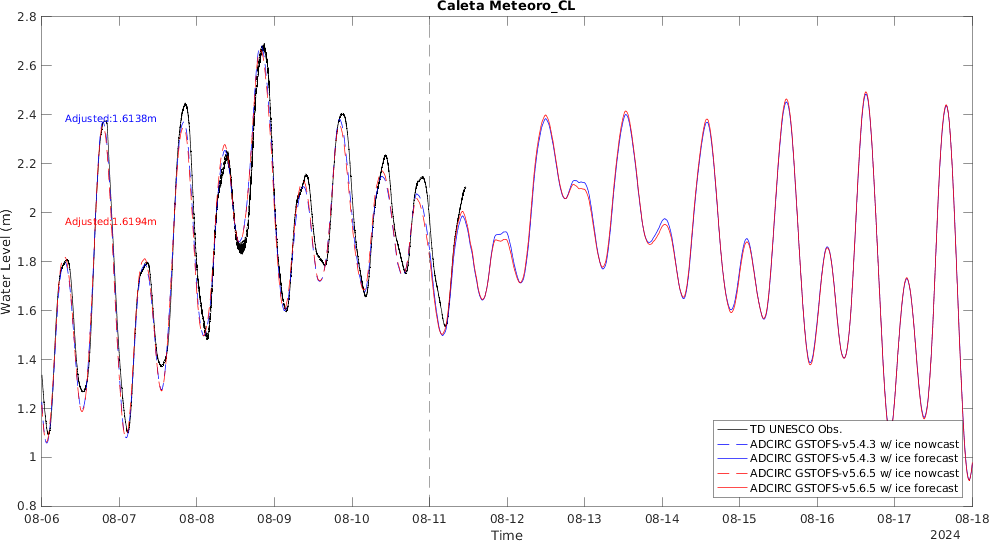 Caleta Meteoro_CL
2.8
2.6
2.4
2.2
2
1.8
1.6
1.4
1.2
1
0.8
Water Level (m)
Adjusted:1.6138m
Adjusted:1.6194m
TD UNESCO Obs.
ADCIRC GSTOFS-v5.4.3 w/ ice nowcast
ADCIRC GSTOFS-v5.4.3 w/ ice forecast
ADCIRC GSTOFS-v5.6.5 w/ ice nowcast
ADCIRC GSTOFS-v5.6.5 w/ ice forecast
08-06 08-07 08-08 08-09 08-10 08-11 08-12 08-13 08-14 08-15 08-16 08-17 08-18
Time
2024